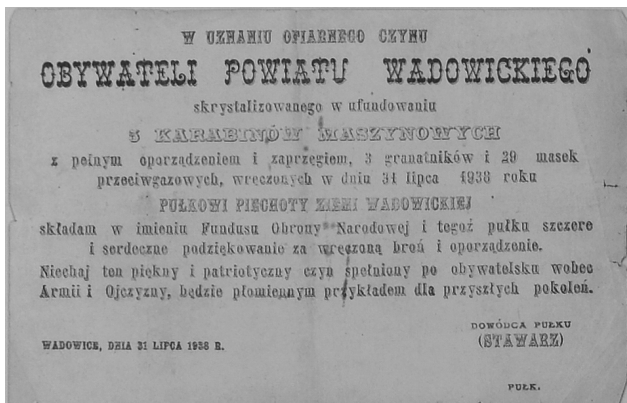 W UZNANIU OFIARNEGO CZYNU
OBYWATELI POWIATU WADOWICKIEGO
skrystalizowanego w ufundowaniu
3 KARABINÓW MASZYNOWYCH
z pełnym oporządzeniem i zaprzęgiem, 3 granatników i 29 masek
przeciwgazowych, wręczonych w dniu 31 lipca 1938 roku
PUŁKOWI PIECHOTY ZIEMI WADOWICKIEJ
składam w imieniu Fundusu Obrony Narodowej i tegoż pułku szczere
i serdeczne podziękowanie za wręczoną broń i oporządzenie.
Niechaj ten piękny i patriotyczny czyn spełniony po obywatelsku wobec
Armii i Ojczyzny, będzie płomiennym przykładem dla przyszłych pokoleń.
DOWÓDCA PUŁKU
(STAWARZ)
WADOWICE, DNIA 31 LIPCA 1938 R.
PUŁK.